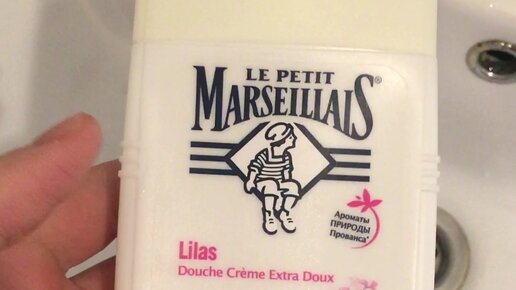 LE PETIT
MARSEILLAIS®
Ароматы
ПРИРОДЫ
Прованса*
Lilas
Douche Crème Extra Doux